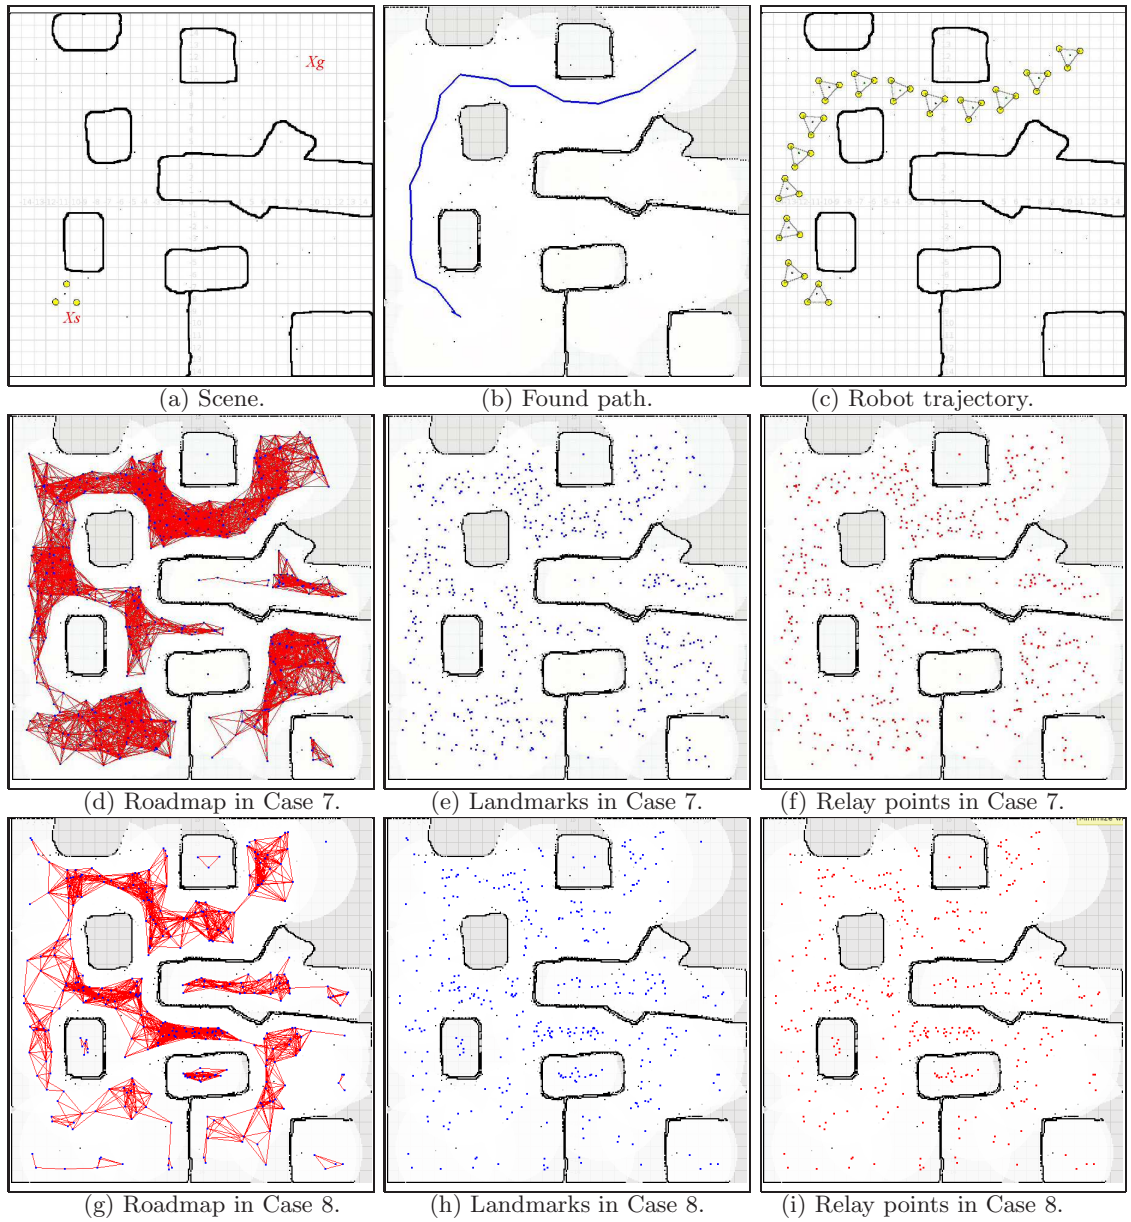 Xg
Xs
(a) Scene.
(b) Found path.
(c) Robot trajectory.
(d) Roadmap in Case 7.
(e) Landmarks in Case 7.
(f) Relay points in Case 7.
(g) Roadmap in Case 8.
(h) Landmarks in Case 8.
(i) Relay points in Case 8.